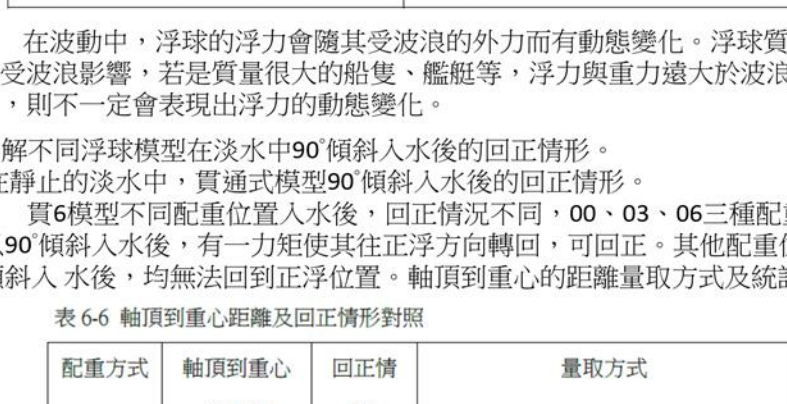 在波動中，浮球的浮力會隨其受波浪的外力而有動態變化。浮球質
受波浪影響，若是質量很大的船隻、艦艇等，浮力與重力遠大於波浪
，則不一定會表現出浮力的動態變化。
解不同浮球模型在淡水中90°傾斜入水後的回正情形。
在靜止的淡水中，貫通式模型90°傾斜入水後的回正情形。
貫6模型不同配重位置入水後，回正情況不同，00、03、06三種配重
90°傾斜入水後，有一力矩使其往正浮方向轉回，可回正。其他配重位
傾斜入 水後，均無法回到正浮位置。軸頂到重心的距離量取方式及統計
表 6-6 軸頂到重心距離及回正情形對照
配重方式 軸頂到重心 回正情 量取方式